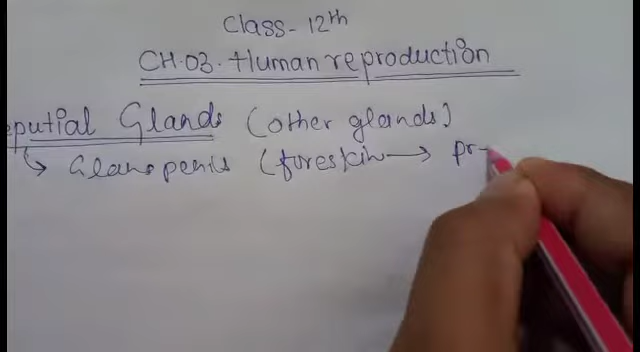 Class - 12th
CH.03. Human reproduction
eputial Glands (other glands)
↳ Glans penis (foreskin → pr